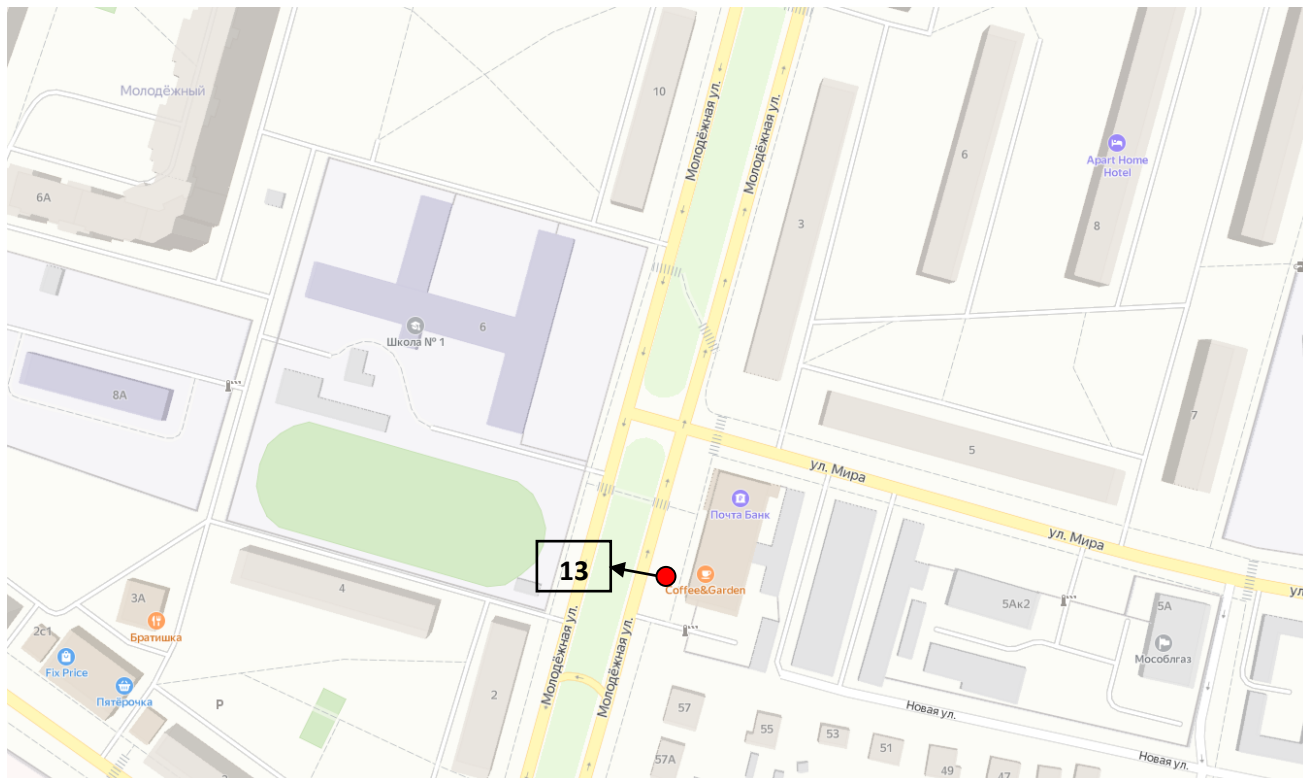 Молодёжный
6А
10
Молодёжная ул.
Молодёжная ул.
3
6
Apart Home
Hotel
8
6
Школа № 1
8А
7
5
ул. Мира
Почта Банк
ул. Мира
13
Coffee&Garden
4
3А
Братишка
2с1
Fix Price
Пятёрочка
P
2
Молодёжная ул.
Молодёжная ул.
5Ак2
5А
Мособлгаз
57
55
53
51
49
57А
Новая ул.
Новая ул.